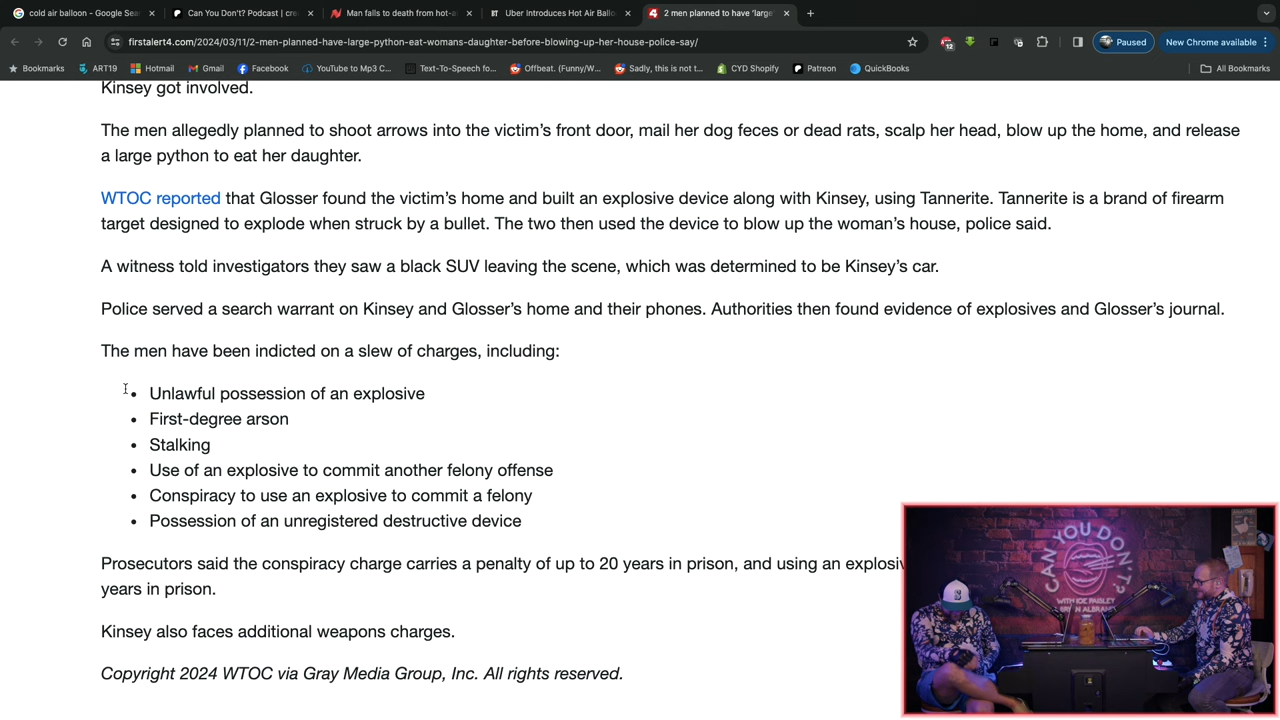 cold air balloon - Google Sea
Can You Don't? Podcast | cre
Man falls to death from hot-a
Uber Introduces Hot Air Ballo
2 men planned to have 'large'
firstalert4.com/2024/03/11/2-men-planned-have-large-python-eat-womans-daughter-before-blowing-up-her-house-police-say/
12
Paused
New Chrome available
Bookmarks
ART19
Hotmail
Gmail
Facebook
YouTube to Mp3 C...
Text-To-Speech fo...
Offbeat. (Funny/W...
Sadly, this is not t...
CYD Shopify
Patreon
QuickBooks
All Bookmarks
Kinsey got involved.
The men allegedly planned to shoot arrows into the victim's front door, mail her dog feces or dead rats, scalp her head, blow up the home, and release
a large python to eat her daughter.
WTOC reported that Glosser found the victim's home and built an explosive device along with Kinsey, using Tannerite. Tannerite is a brand of firearm
target designed to explode when struck by a bullet. The two then used the device to blow up the woman's house, police said.
A witness told investigators they saw a black SUV leaving the scene, which was determined to be Kinsey's car.
Police served a search warrant on Kinsey and Glosser's home and their phones. Authorities then found evidence of explosives and Glosser's journal.
The men have been indicted on a slew of charges, including:
• Unlawful possession of an explosive
• First-degree arson
• Stalking
• Use of an explosive to commit another felony offense
• Conspiracy to use an explosive to commit a felony
• Possession of an unregistered destructive device
Prosecutors said the conspiracy charge carries a penalty of up to 20 years in prison, and using an explosiv
years in prison.
Kinsey also faces additional weapons charges.
Copyright 2024 WTOC via Gray Media Group, Inc. All rights reserved.
CAN YOU DON'T?
WITH JOE PAISLEY
BRYAN ALBRAN